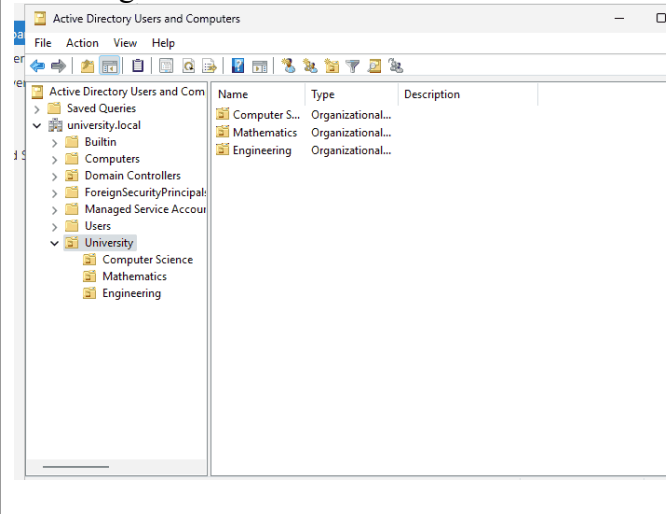 Active Directory Users and Computers
File Action View Help
Active Directory Users and Com
Saved Queries
university.local
Builtin
Computers
Domain Controllers
ForeignSecurityPrincipals
Managed Service Accour
Users
University
Computer Science
Mathematics
Engineering
Name Type Description
Computer S... Organizational...
Mathematics Organizational...
Engineering Organizational...